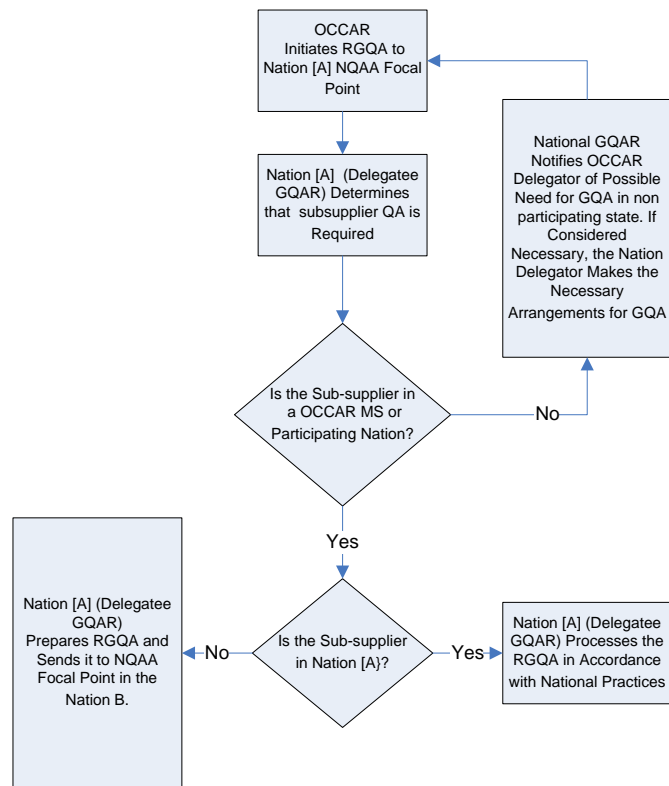 OCCAR
Initiates RGQA to
Nation [A] NQAA Focal
Point
National GQAR
Notifies OCCAR
Delegator of Possible
Need for GQA in non
participating state. If
Considered
Necessary, the Nation
Delegator Makes the
Necessary
Arrangements for GQA
Nation [A] (Delegatee
GQAR) Determines
that subsupplier QA is
Required
Is the Sub-supplier in
a OCCAR MS or
Participating Nation?
No
Yes
Nation [A] (Delegatee
GQAR)
Prepares RGQA and
Sends it to NQAA
Focal Point in the
Nation B.
No
Is the Sub-supplier
in Nation [A}?
Yes
Nation [A] (Delegatee
GQAR) Processes the
RGQA in Accordance
with National Practices